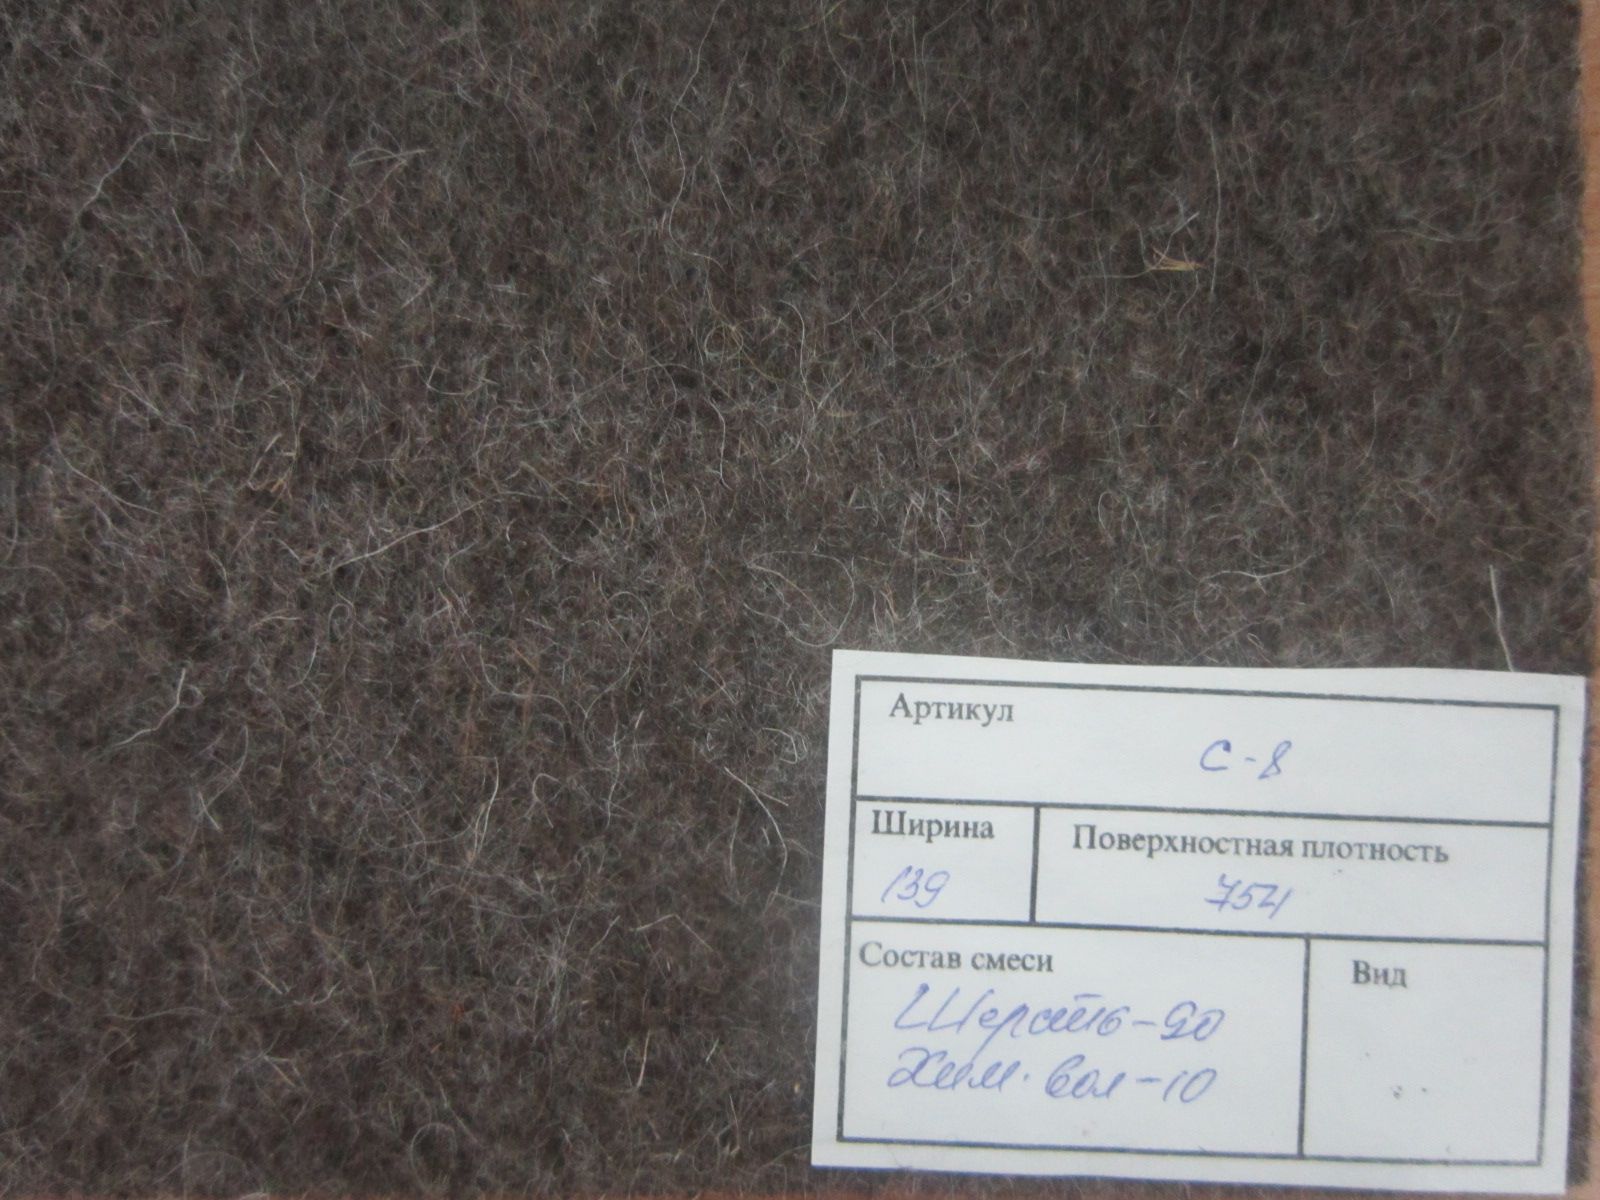 Артикул
С-8
Ширина
Поверхностная плотность
139
754
Состав смеси
Вид
Шерсть-90
Хим. вол-10